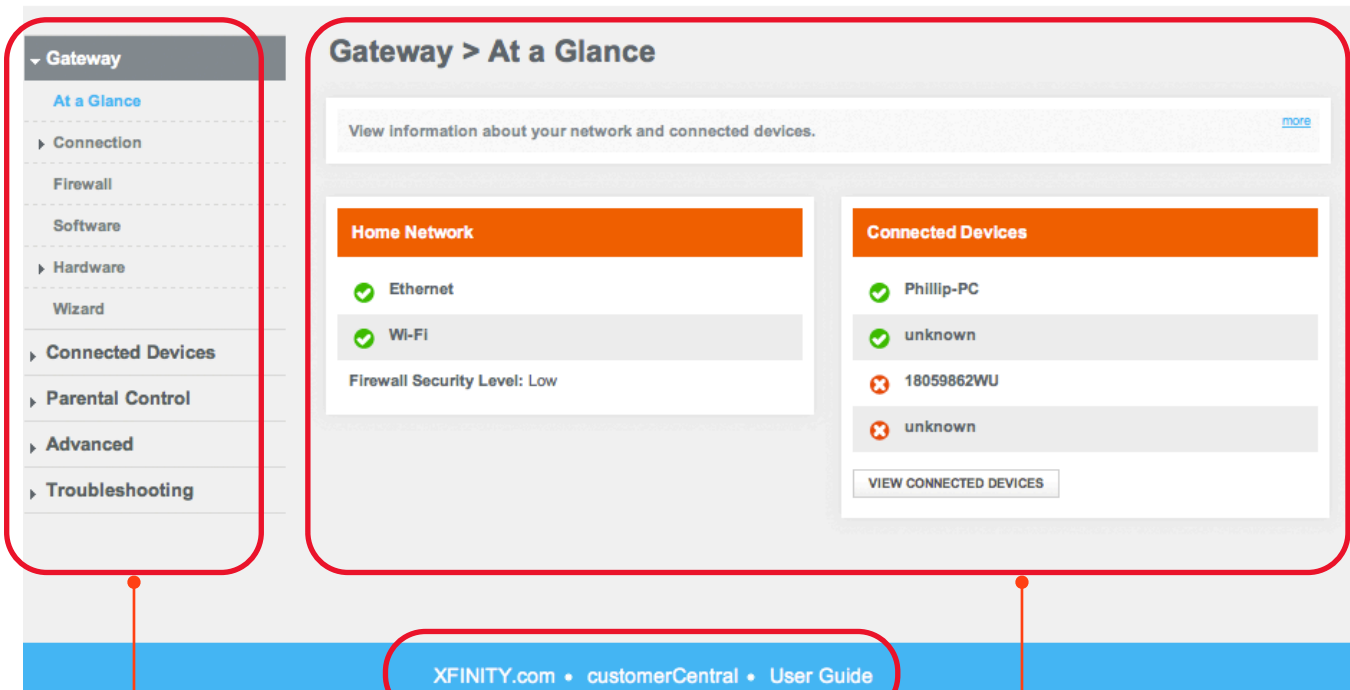 Gateway
At a Glance
Connection
Firewall
Software
Hardware
Wizard
Connected Devices
Parental Control
Advanced
Troubleshooting
Gateway > At a Glance
View information about your network and connected devices.
more
Home Network
Ethernet
Wi-Fi
Firewall Security Level: Low
Connected Devices
Phillip-PC
unknown
18059862WU
unknown
VIEW CONNECTED DEVICES
XFINITY.com • customerCentral • User Guide